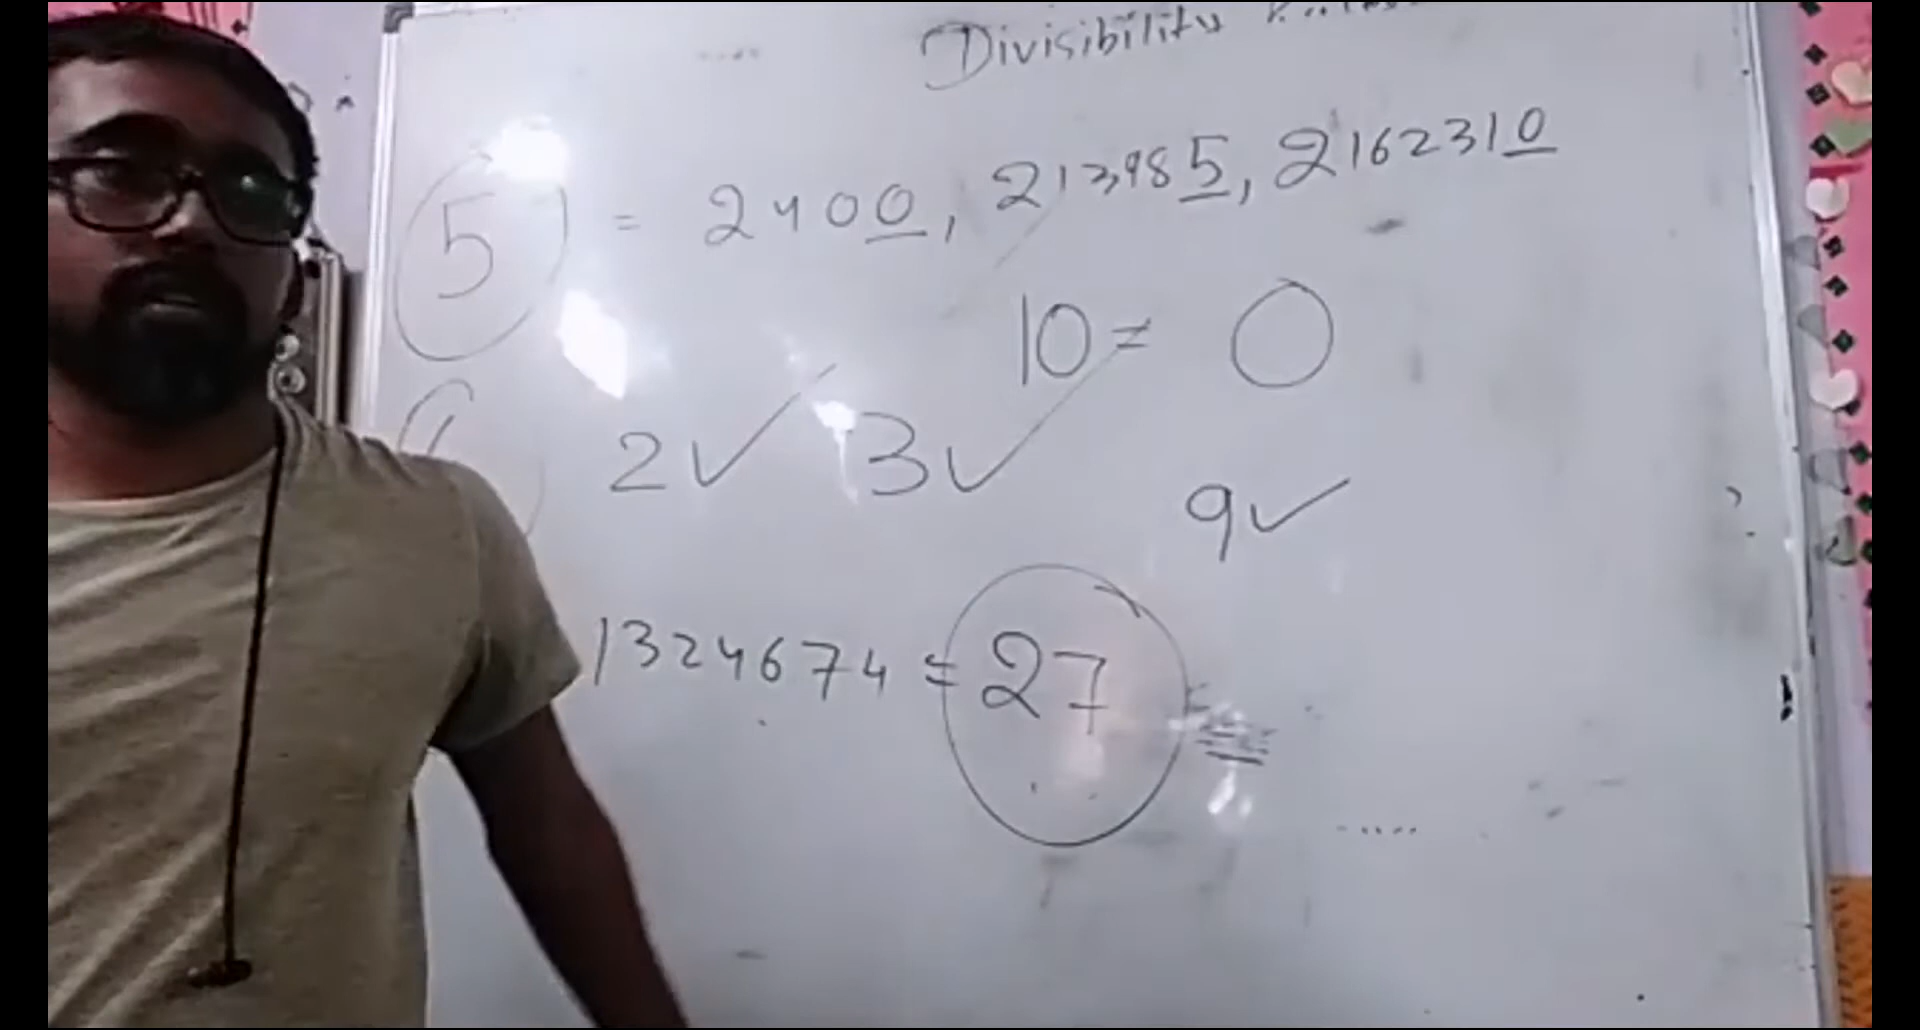 Divisibility
5 = 2400, 213985, 2162310
10 = 0
2 ✓ 3 ✓
9 ✓
1324674 = 27